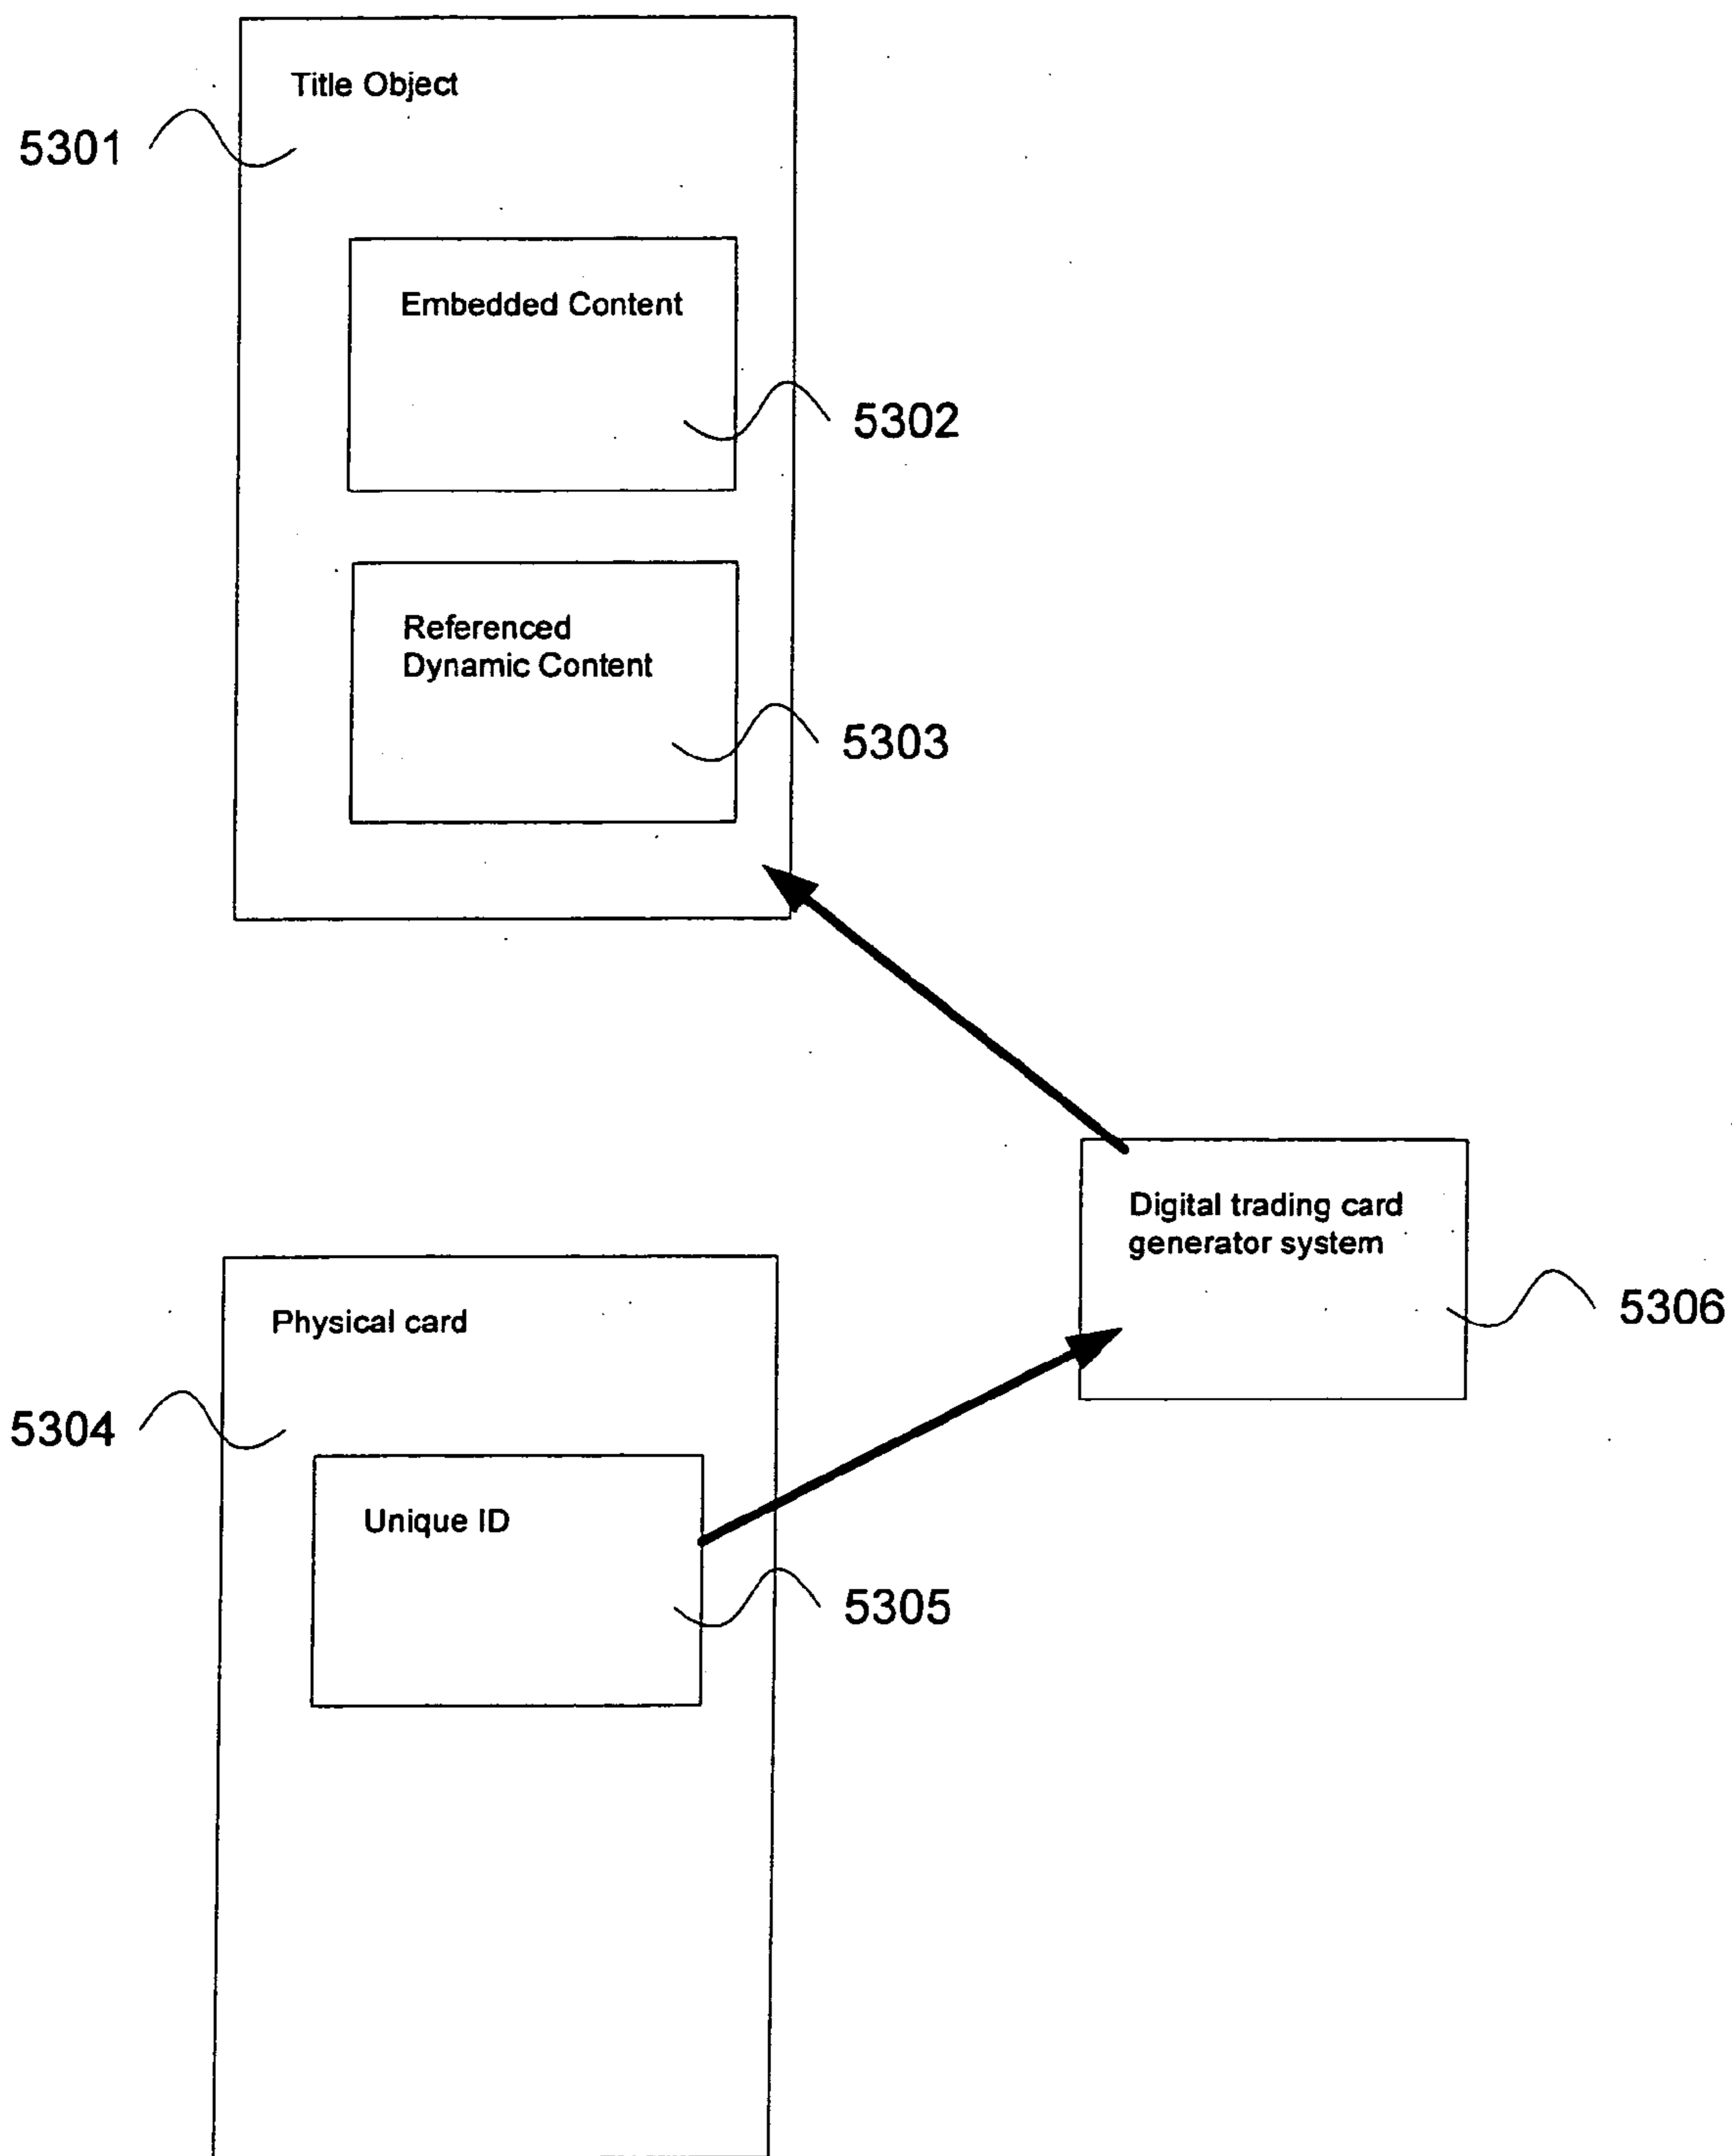 Title Object
5301
Embedded Content
5302
Referenced
Dynamic Content
5303
Digital trading card
generator system
5306
Physical card
5304
Unique ID
5305